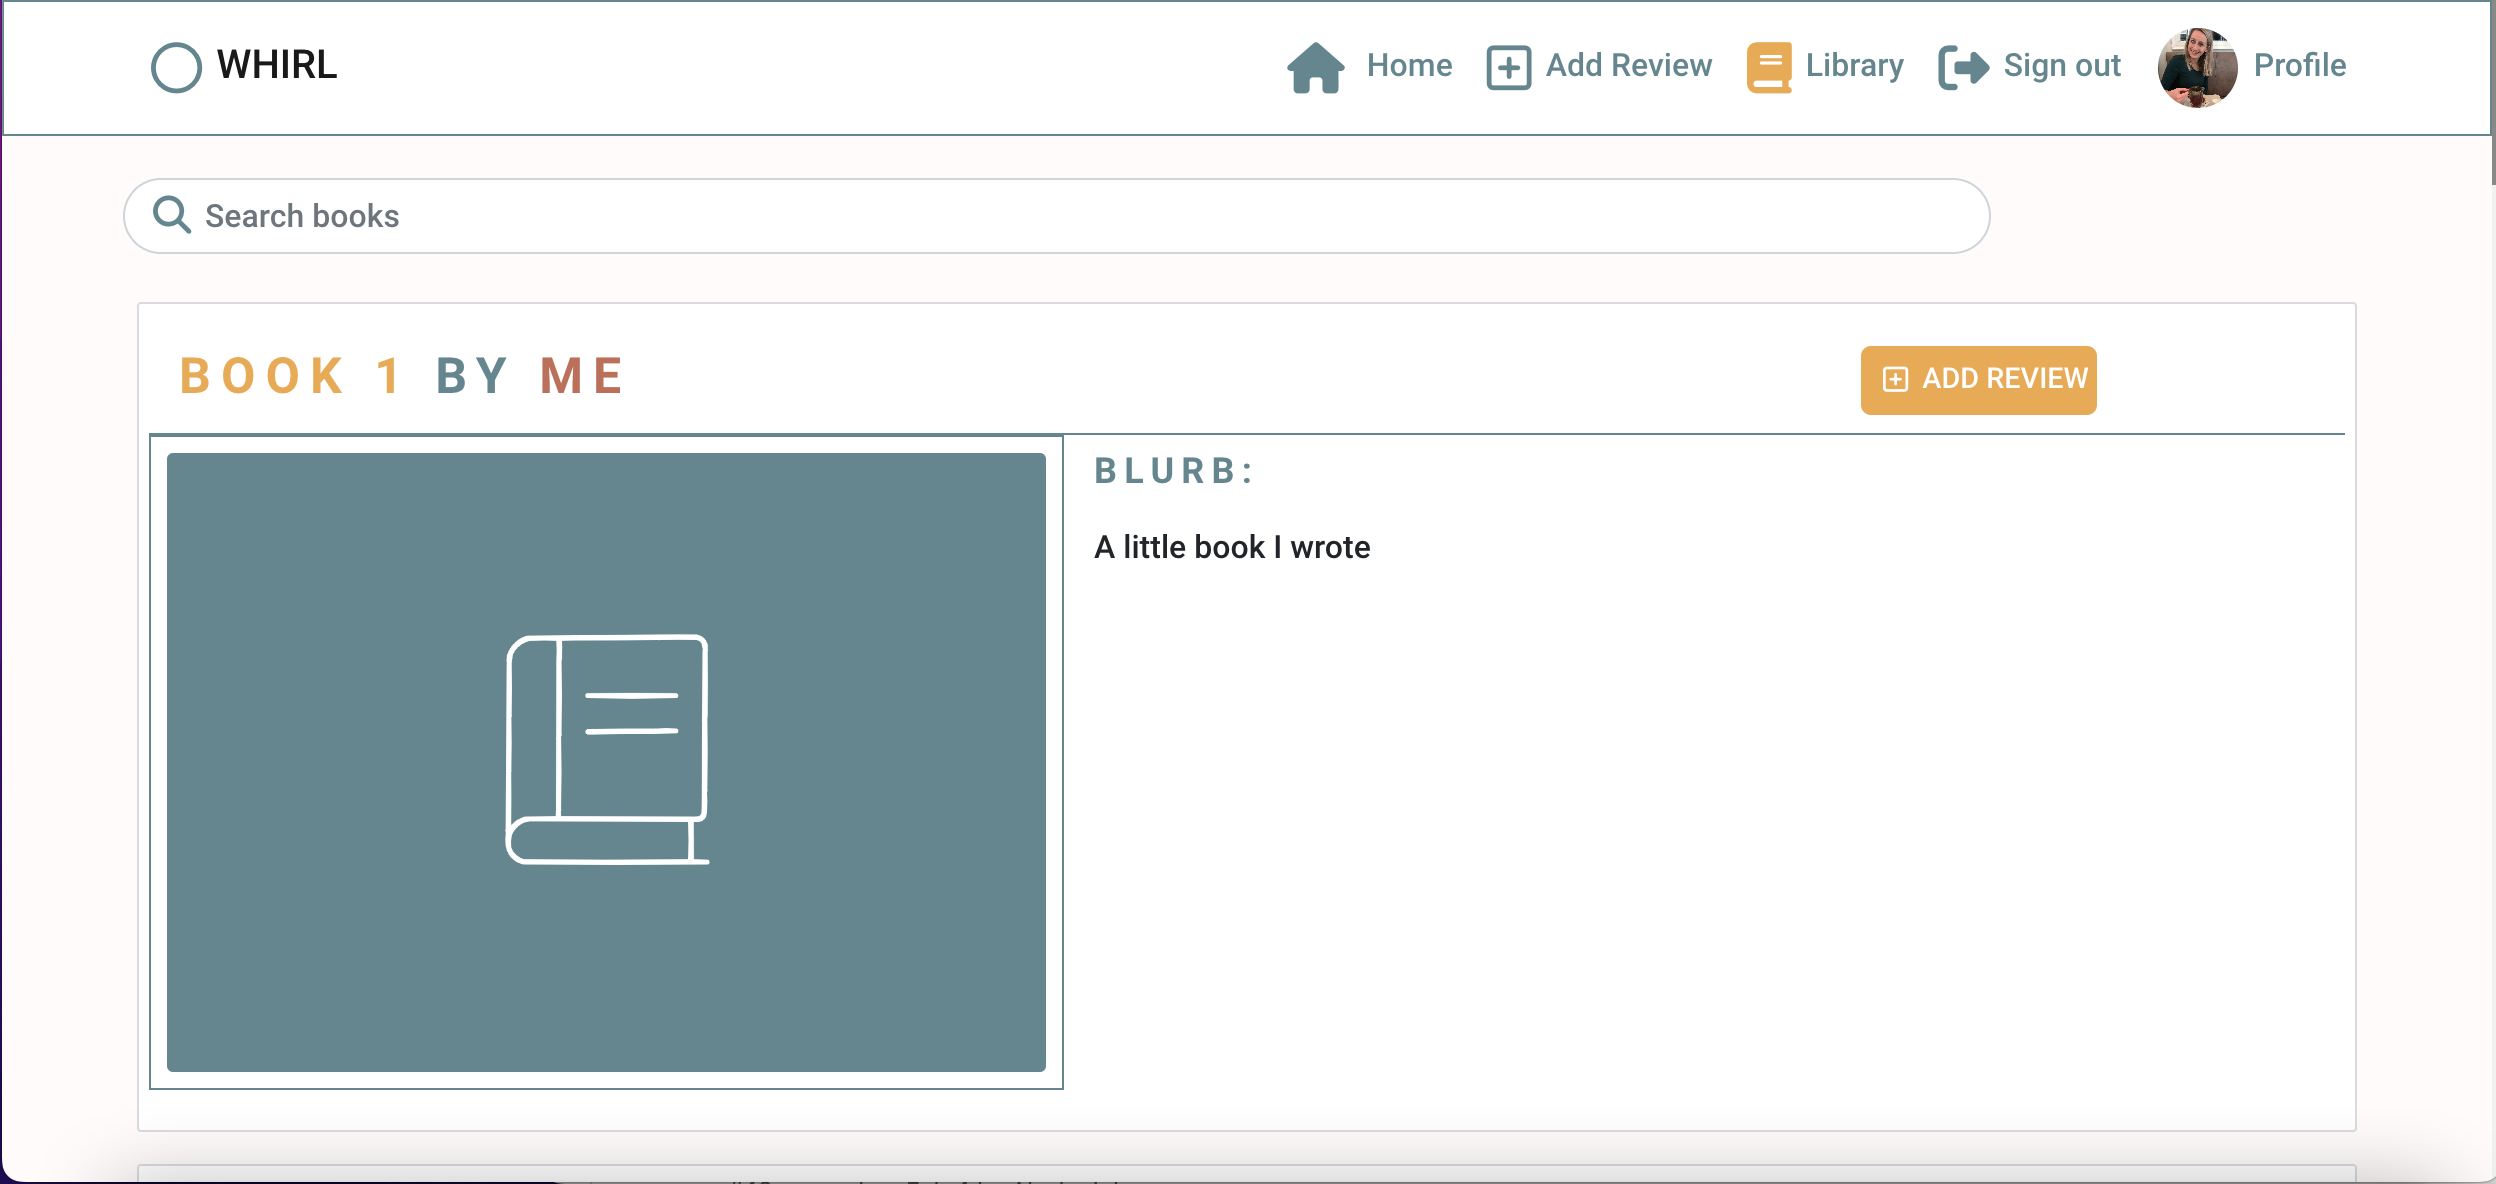 WHIRL
Home Add Review Library Sign out Profile
Search books
BOOK 1 BY ME
ADD REVIEW
BLURB:
A little book I wrote